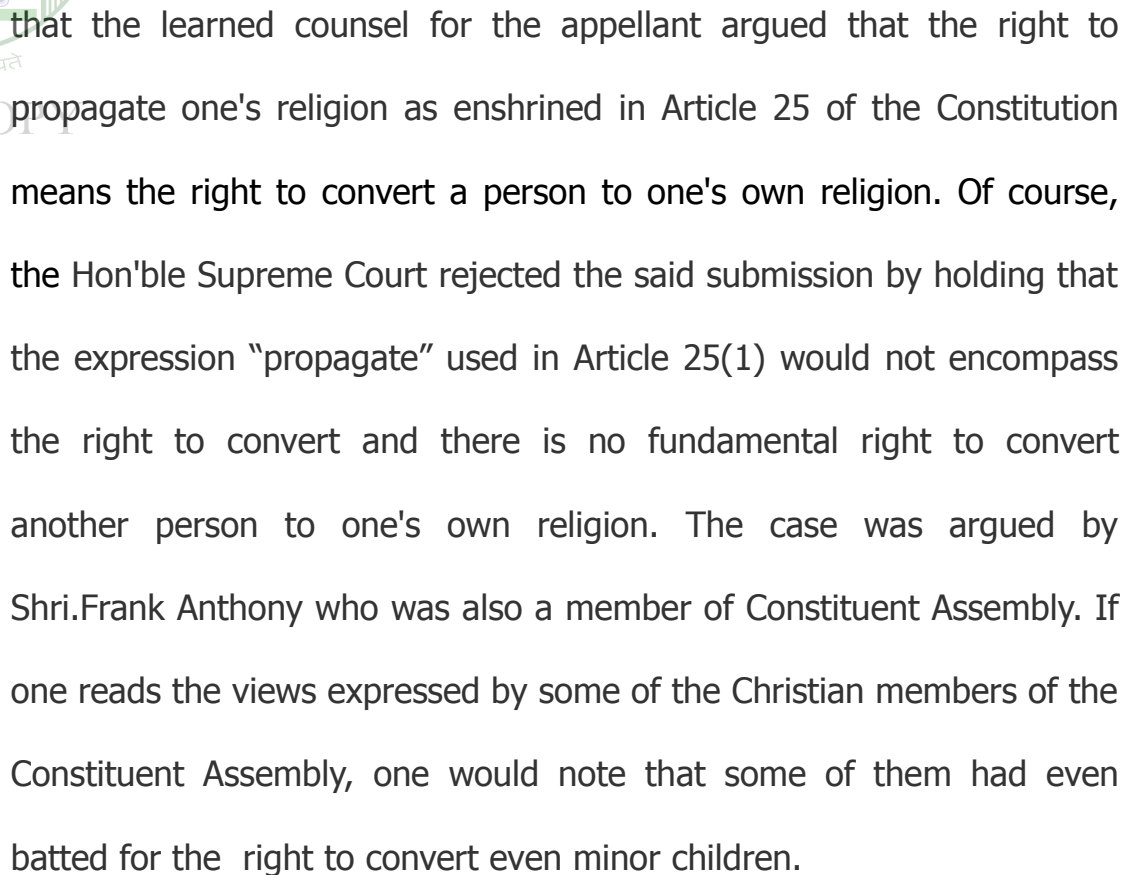 that the learned counsel for the appellant argued that the right to
propagate one's religion as enshrined in Article 25 of the Constitution
means the right to convert a person to one's own religion. Of course,
the Hon'ble Supreme Court rejected the said submission by holding that
the expression “propagate” used in Article 25(1) would not encompass
the right to convert and there is no fundamental right to convert
another person to one's own religion. The case was argued by
Shri.Frank Anthony who was also a member of Constituent Assembly. If
one reads the views expressed by some of the Christian members of the
Constituent Assembly, one would note that some of them had even
batted for the right to convert even minor children.